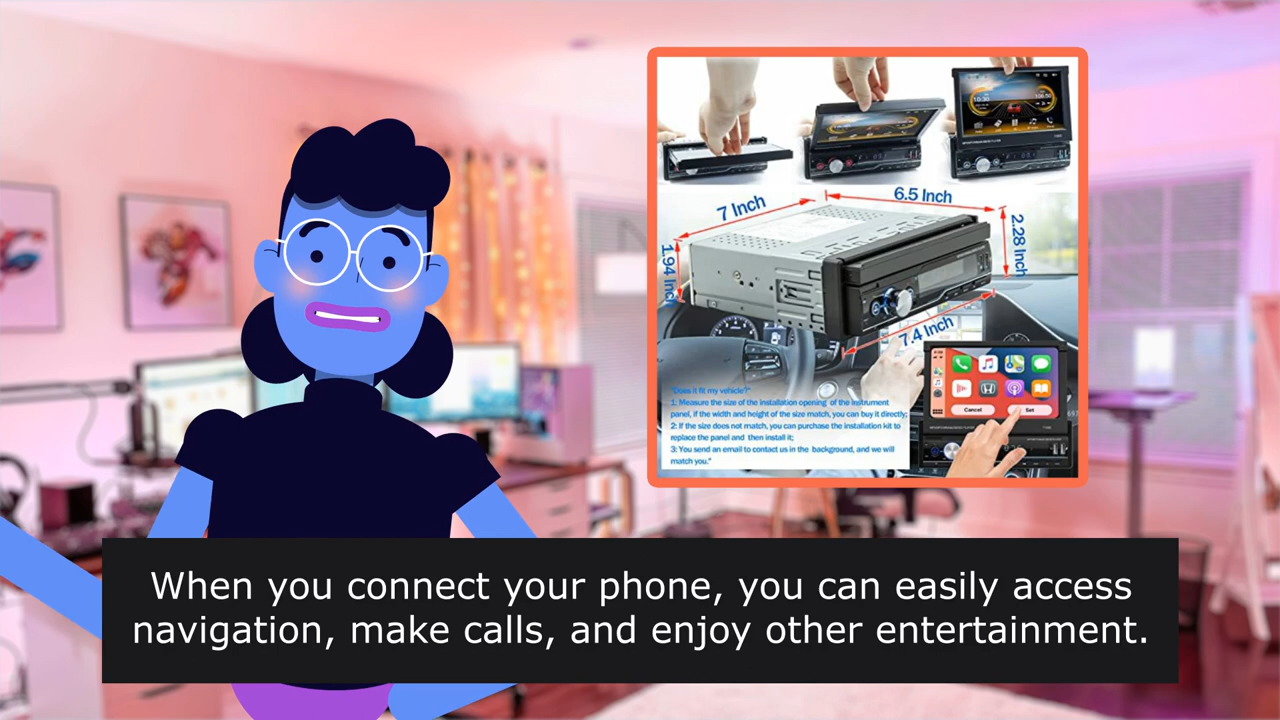 7 Inch
6.5 Inch
2.28 Inch
1.94 Inch
7.4 Inch
"Does it fit my vehicle?"
1: Measure the size of the installation opening of the instrument
panel, if the width and height of the size match, you can buy it directly;
2: If the size does not match, you can purchase the installation kit to
replace the panel and then install it;
3: You send an email to contact us in the background, and we will
match you."
Cancel
Set
When you connect your phone, you can easily access
navigation, make calls, and enjoy other entertainment.